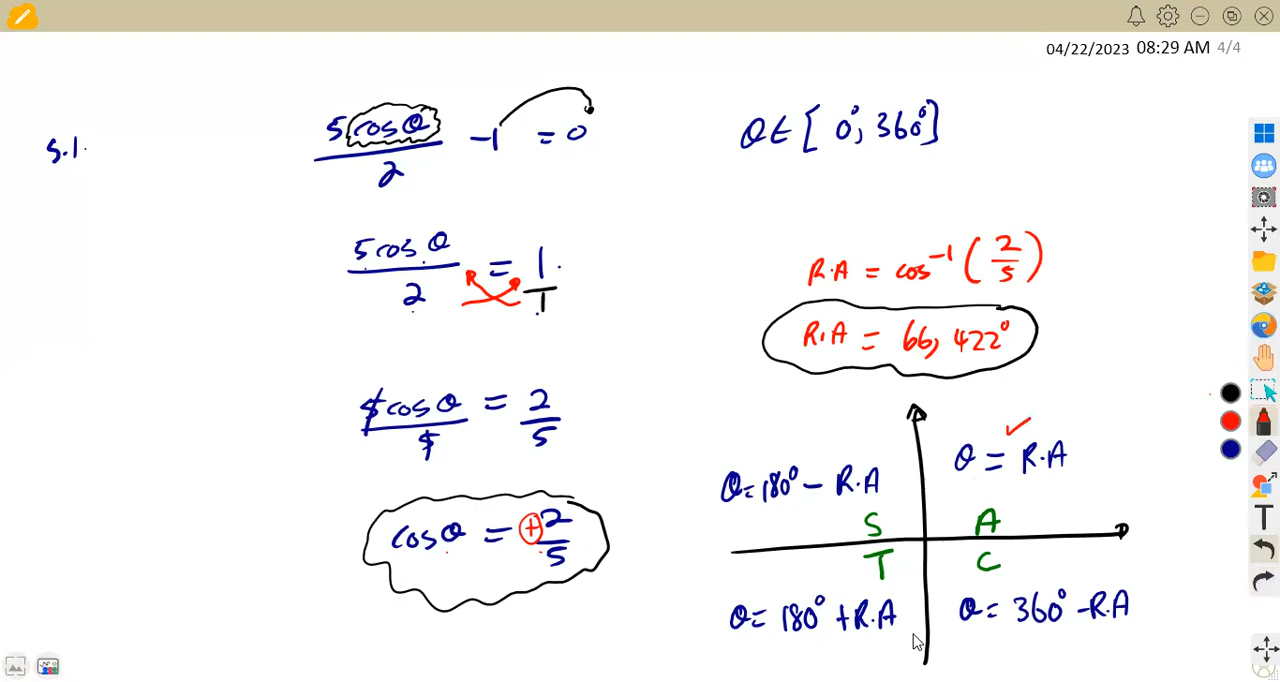 04/22/2023 08:29 AM 4/4
5.1.
5cosθ/2 -1 = 0
θ∈[0°, 360°]
5cosθ/2 = 1/1
5cosθ/5 = 2/5
cosθ = +2/5
R.A = cos⁻¹(2/5)
R.A = 66,422°
θ=180° - R.A
θ = R.A ✓
S A
T C
θ=180° +R.A
θ= 360° -R.A
T